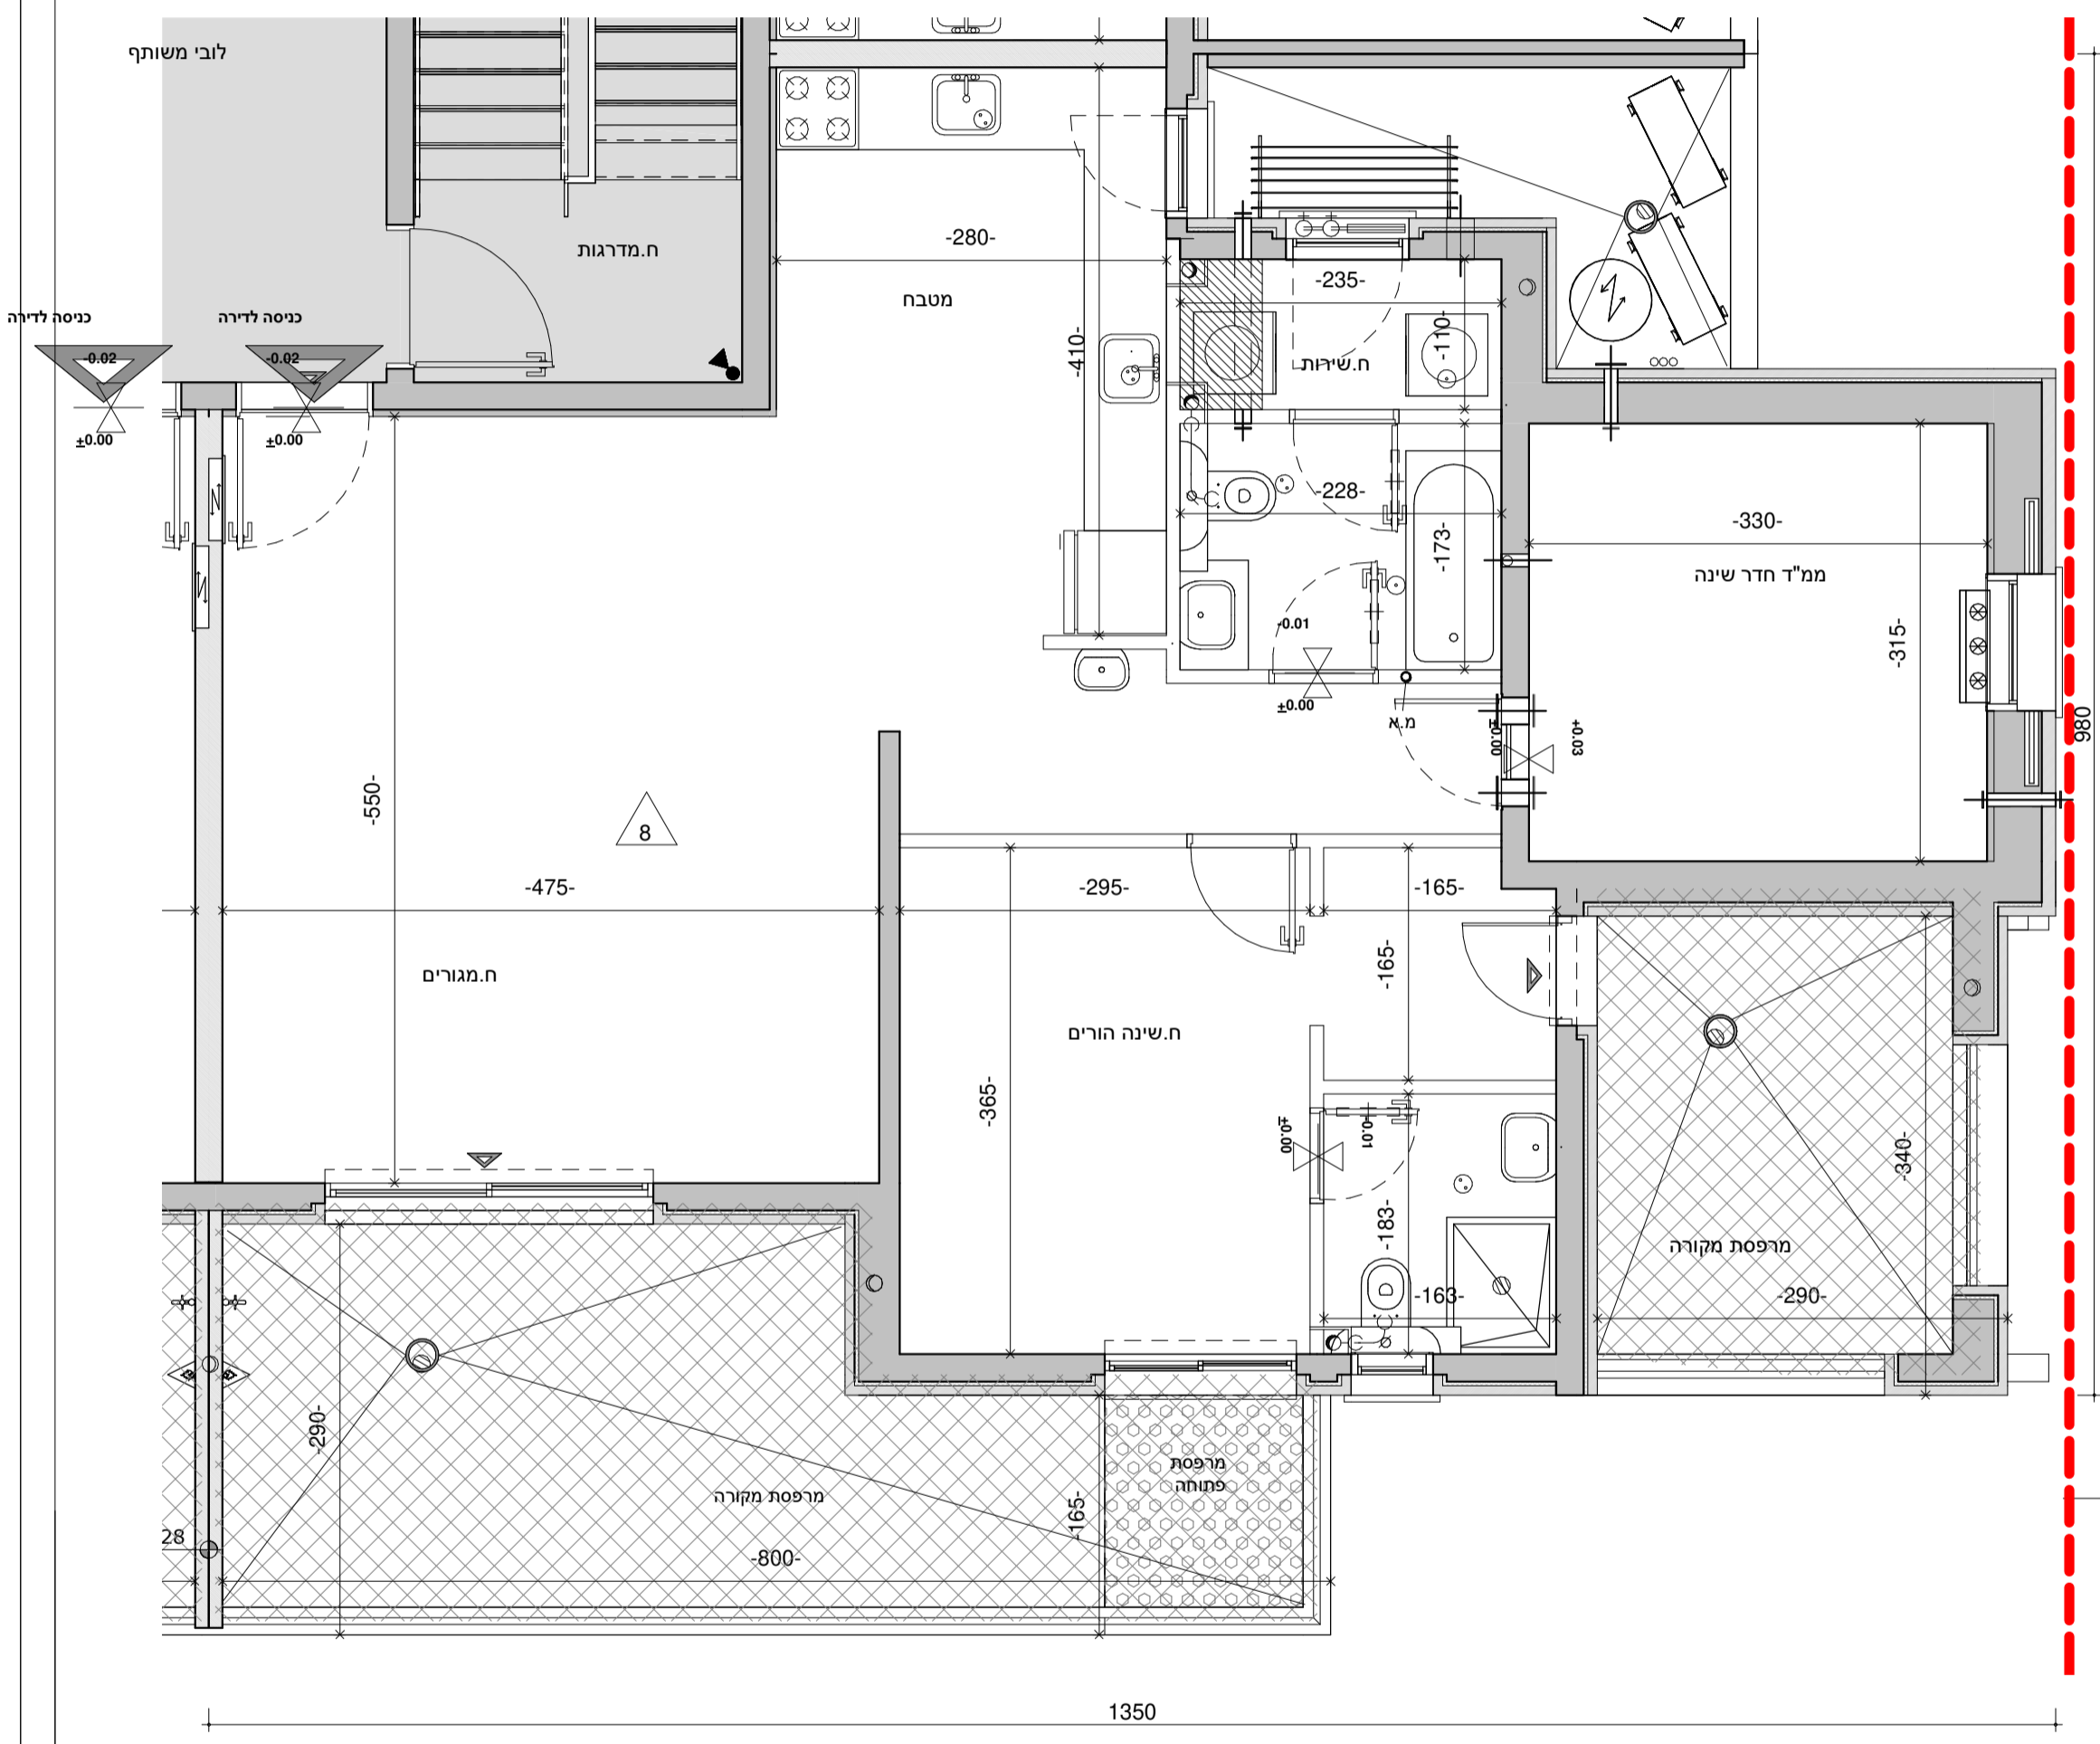 לובי משותף
ח.מדרגות
כניסה לדירה
כניסה לדירה
-0.02
-0.02
±0.00
±0.00
-280-
מטבח
-410-
-235-
-110-
ח.שירות
-228-
-173-
-0.01
±0.00
מ.א
-330-
ממ"ד חדר שינה
-315-
±0.00
+0.03
980
-550-
8
-475-
-295-
-165-
ח.מגורים
-165-
ח.שינה הורים
-365-
±0.00
-0.01
-183-
-163-
-340-
מרפסת מקורה
-290-
-290-
מרפסת
פתוחה
מרפסת מקורה
-165-
28
-800-
1350